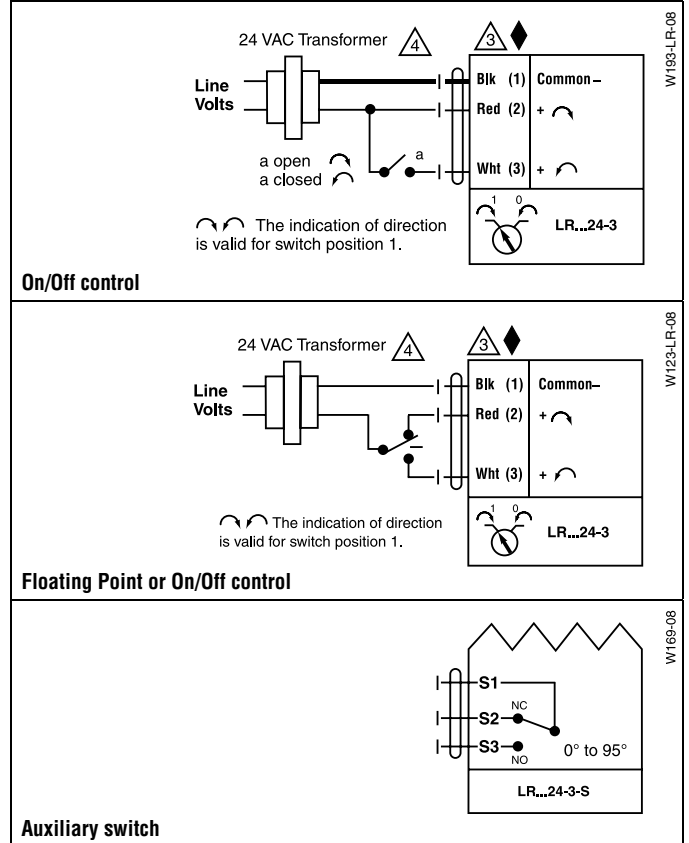 W193-LR-08
24 VAC Transformer
4
3
Line
Volts
Blk (1) Common –
Red (2) +
a open
a closed
a
Wht (3) +
The indication of direction
is valid for switch position 1.
1 0
LR...24-3
On/Off control
W123-LR-08
24 VAC Transformer
4
3
Line
Volts
Blk (1) Common–
Red (2) +
Wht (3) +
The indication of direction
is valid for switch position 1.
1 0
LR...24-3
Floating Point or On/Off control
W169-08
S1
NC
S2
S3
NO
0° to 95°
LR...24-3-S
Auxiliary switch